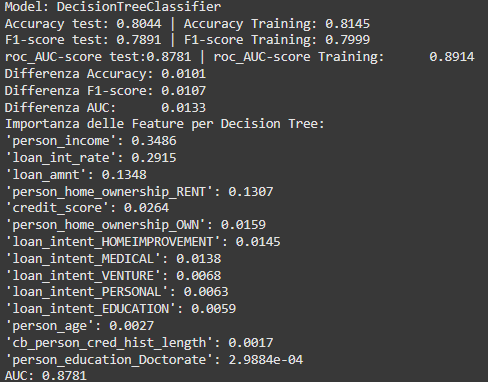 Model: DecisionTreeClassifier
Accuracy test: 0.8044 | Accuracy Training: 0.8145
F1-score test: 0.7891 | F1-score Training: 0.7999
roc_AUC-score test:0.8781 | roc_AUC-score Training:      0.8914
Differenza Accuracy: 0.0101
Differenza F1-score: 0.0107
Differenza AUC:      0.0133
Importanza delle Feature per Decision Tree:
'person_income': 0.3486
'loan_int_rate': 0.2915
'loan_amnt': 0.1348
'person_home_ownership_RENT': 0.1307
'credit_score': 0.0264
'person_home_ownership_OWN': 0.0159
'loan_intent_HOMEIMPROVEMENT': 0.0145
'loan_intent_MEDICAL': 0.0138
'loan_intent_VENTURE': 0.0068
'loan_intent_PERSONAL': 0.0063
'loan_intent_EDUCATION': 0.0059
'person_age': 0.0027
'cb_person_cred_hist_length': 0.0017
'person_education_Doctorate': 2.9884e-04
AUC: 0.8781